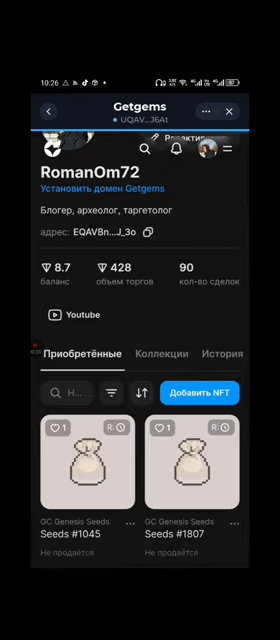 10:26
Getgems
UQAV...J6At
RomanOm72
Установить домен Getgems
Блогер, археолог, таргетолог
адрес: EQAVBn...J_3o
8.7 428 90
баланс объем торгов кол-во сделок
Youtube
Приобретённые Коллекции История
Н... Добавить NFT
1 R: 1 R:
GC Genesis Seeds ... GC Genesis Seeds ...
Seeds #1045 Seeds #1807
Не продаётся Не продаётся